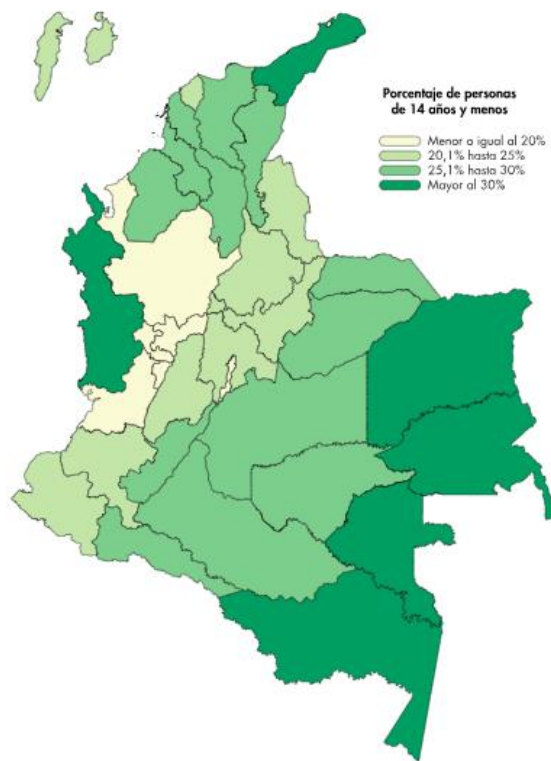 Porcentaje de personas
de 14 años y menos
Menor o igual al 20%
20,1% hasta 25%
25,1% hasta 30%
Mayor al 30%